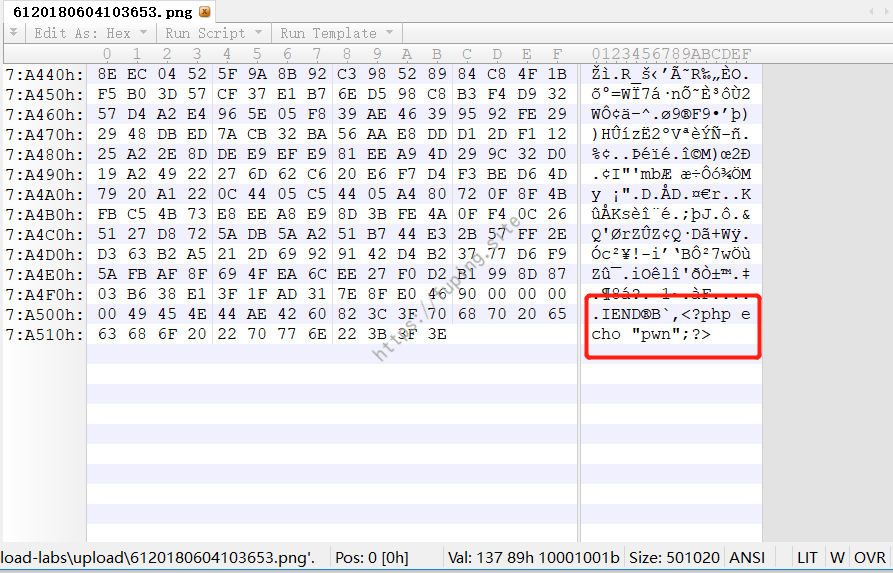 6120180604103653.png
Edit As: Hex Run Script Run Template
0 1 2 3 4 5 6 7 8 9 A B C D E F 0123456789ABCDEF
7:A440h: 8E EC 04 52 5F 9A 8B 92 C3 98 52 89 84 C8 4F 1B Žì.R_š‹’Ã˜R‰„ÈO.
7:A450h: F5 B0 3D 57 CF 37 E1 B7 6E D5 98 C8 B3 F4 D9 32 õ°=WÏ7á·nÕ˜È³ôÙ2
7:A460h: 57 D4 A2 E4 96 5E 05 F8 39 AE 46 39 95 92 FE 29 WÔ¢ä–^.ø9®F9•’þ)
7:A470h: 29 48 DB ED 7A CB 32 BA 56 AA E8 DD D1 2D F1 12 )HÛízË2ºVªèÝÑ-ñ.
7:A480h: 25 A2 2E 8D DE E9 EF E9 81 EE A9 4D 29 9C 32 D0 %¢..Þéïé.î©M)œ2Ð
7:A490h: 19 A2 49 22 27 6D 62 C6 20 E6 F7 D4 F3 BE D6 4D .¢I"'mbÆ æ÷Ôó¾ÖM
7:A4A0h: 79 20 A1 22 0C 44 05 C5 44 05 A4 80 72 0F 8F 4B y ¡".D.ÅD.¤€r..K
7:A4B0h: FB C5 4B 73 E8 EE A8 E9 8D 3B FE 4A 0F F4 0C 26 ûÅKsèî¨é.;þJ.ô.&
7:A4C0h: 51 27 D8 72 5A DB 5A A2 51 B7 44 E3 2B 57 FF 2E Q'ØrZÛZ¢Q·Dã+Wÿ.
7:A4D0h: D3 63 B2 A5 21 2D 69 92 91 42 D4 B2 37 77 D6 F9 Óc²¥!-i’‘BÔ²7wÖù
7:A4E0h: 5A FB AF 8F 69 4F EA 6C EE 27 F0 D2 B1 99 8D 87 Zû¯.iOêlî'ðÒ±™.‡
7:A4F0h: 03 B6 38 E1 3F 1F AD 31 7E 8F E0 46 90 00 00 00 .¶8á?.­1~.àF....
7:A500h: 00 49 45 4E 44 AE 42 60 82 3C 3F 70 68 70 20 65 .IEND®B`‚<?php e
7:A510h: 63 68 6F 20 22 70 77 6E 22 3B 3F 3E cho "pwn";?>
https://fuping.site
load-labs\upload\6120180604103653.png'. Pos: 0 [0h] Val: 137 89h 10001001b Size: 501020 ANSI LIT W OVR